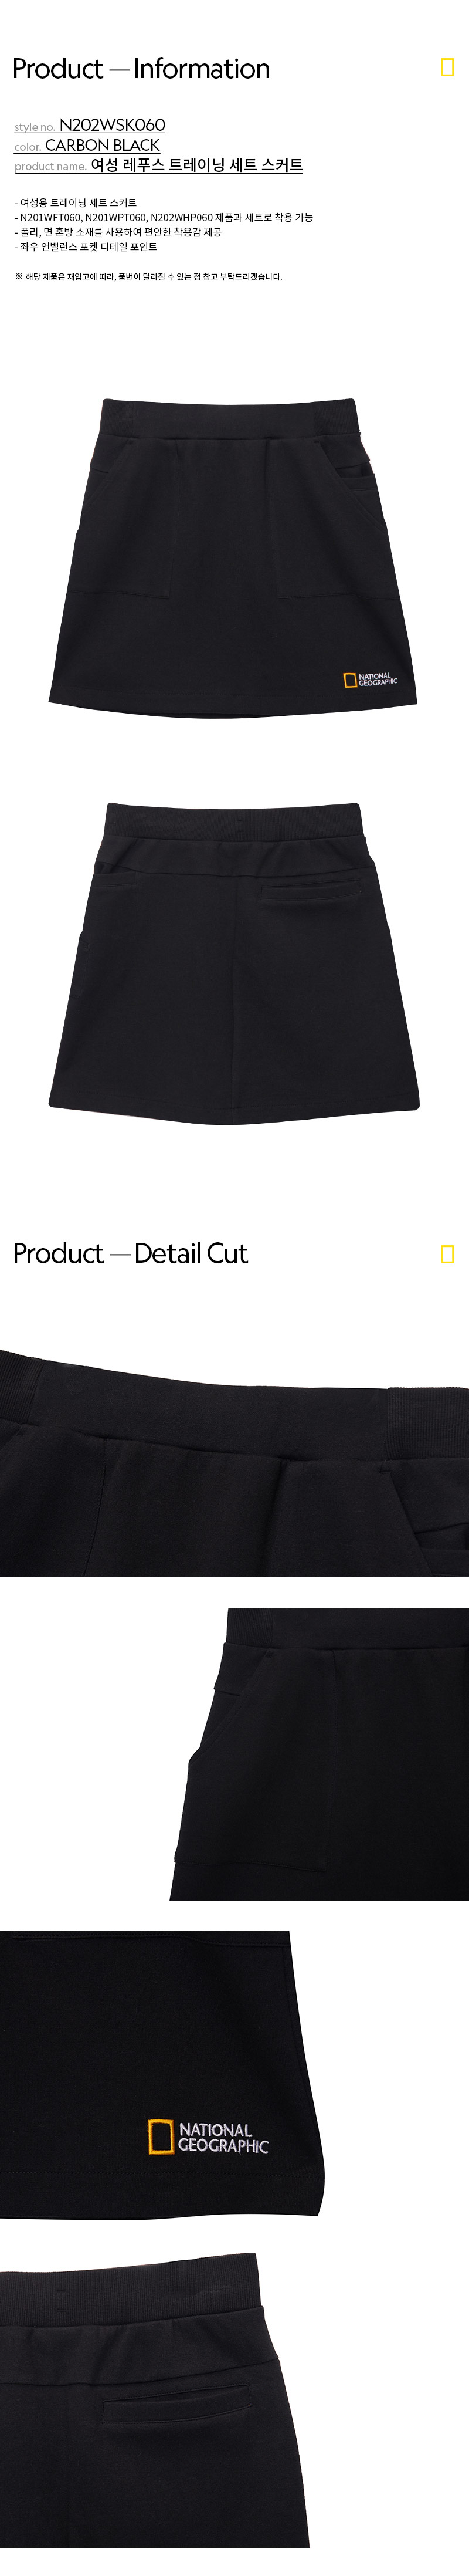 Product — Information
style no. N202WSK060
color. CARBON BLACK
product name. 여성 레푸스 트레이닝 세트 스커트
- 여성용 트레이닝 세트 스커트
- N201WFT060, N201WPT060, N202WHP060 제품과 세트로 착용 가능
- 폴리, 면 혼방 소재를 사용하여 편안한 착용감 제공
- 좌우 언밸런스 포켓 디테일 포인트
※ 해당 제품은 재입고에 따라, 품번이 달라질 수 있는 점 참고 부탁드리겠습니다.
NATIONAL
GEOGRAPHIC
Product — Detail Cut
NATIONAL
GEOGRAPHIC